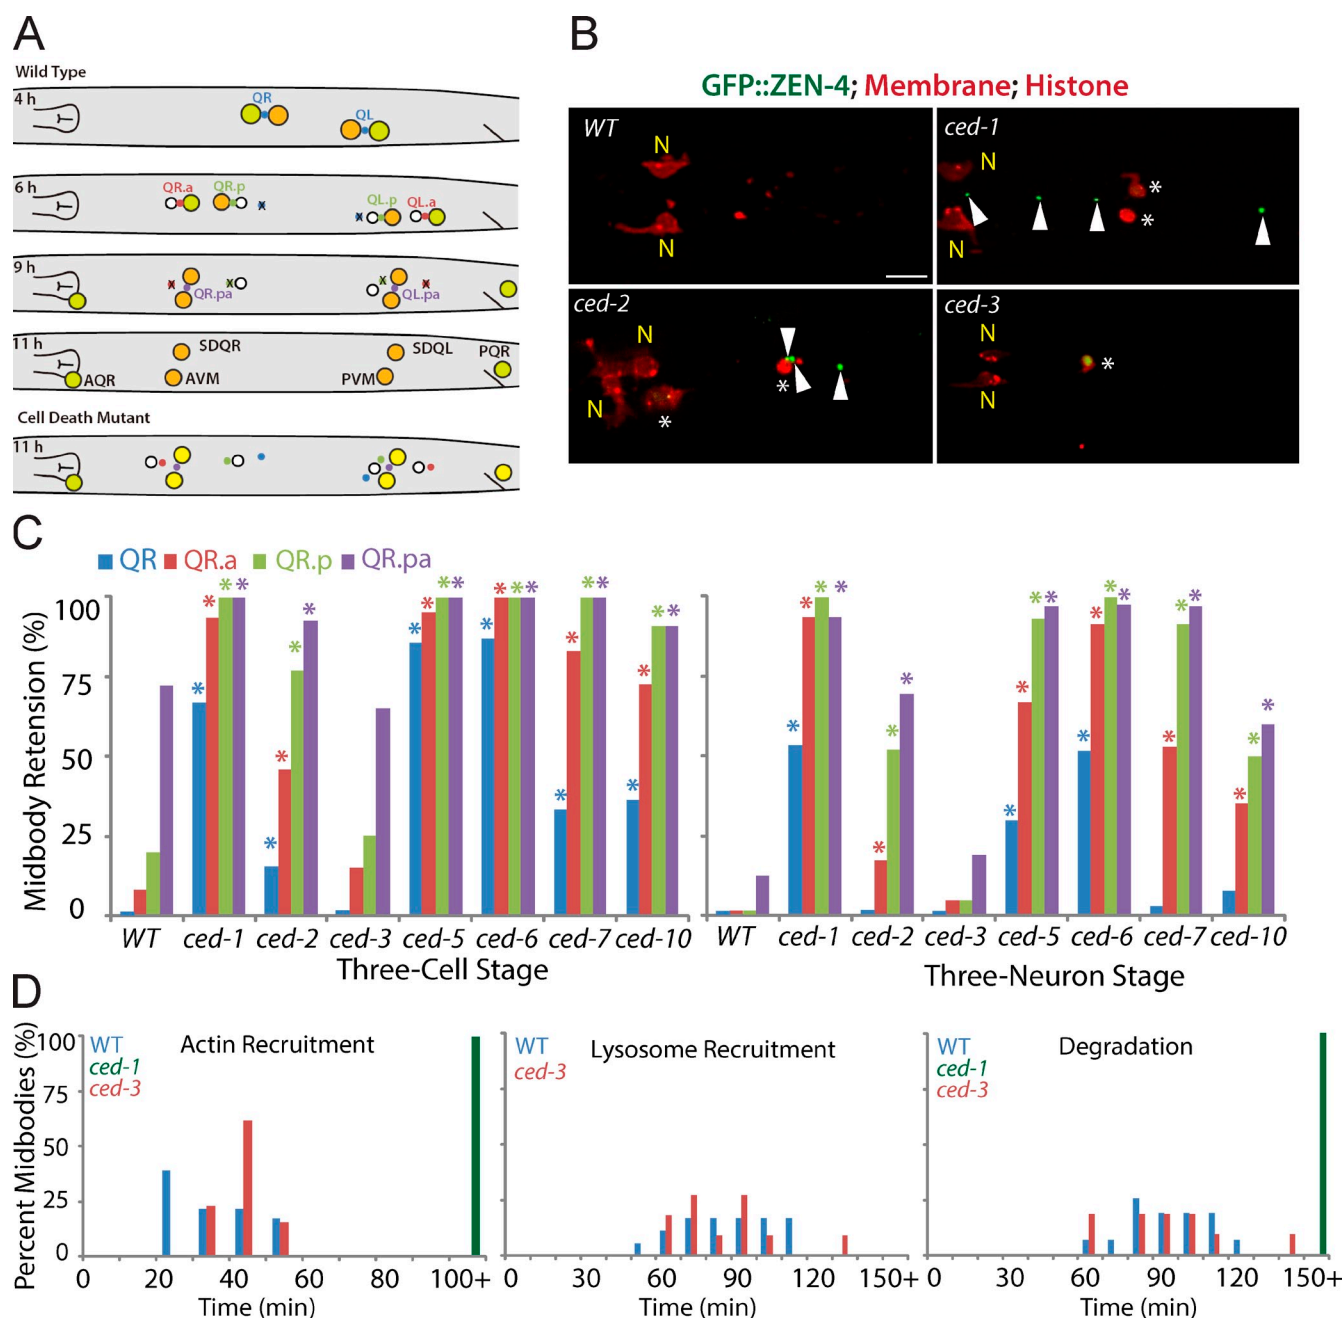 A
Wild Type
4 h
QR
QL
6 h
QR.a
QR.p
QL.p
QL.a
X
X
9 h
X
X
X
X
QR.pa
QL.pa
11 h
SDQR
SDQL
PQR
AQR
AVM
PVM
Cell Death Mutant
11 h
B
GFP::ZEN-4; Membrane; Histone
WT
N
N
ced-1
N
N
*
*
ced-2
N
N
*
*
ced-3
N
N
*
C
QR QR.a QR.p QR.pa
Midbody Retension (%)
100
75
50
25
0
* * * *
* * * *
* * * *
* * * *
* * * *
* * * *
WT ced-1 ced-2 ced-3 ced-5 ced-6 ced-7 ced-10
Three-Cell Stage
* * * *
* * *
* * * *
* * * *
* * *
* * *
WT ced-1 ced-2 ced-3 ced-5 ced-6 ced-7 ced-10
Three-Neuron Stage
D
Percent Midbodies (%)
100
75
50
25
0
WT
ced-1
ced-3
Actin Recruitment
0 20 40 60 80 100+
Time (min)
WT
ced-3
Lysosome Recruitment
0 30 60 90 120 150+
Time (min)
WT
ced-1
ced-3
Degradation
0 30 60 90 120 150+
Time (min)